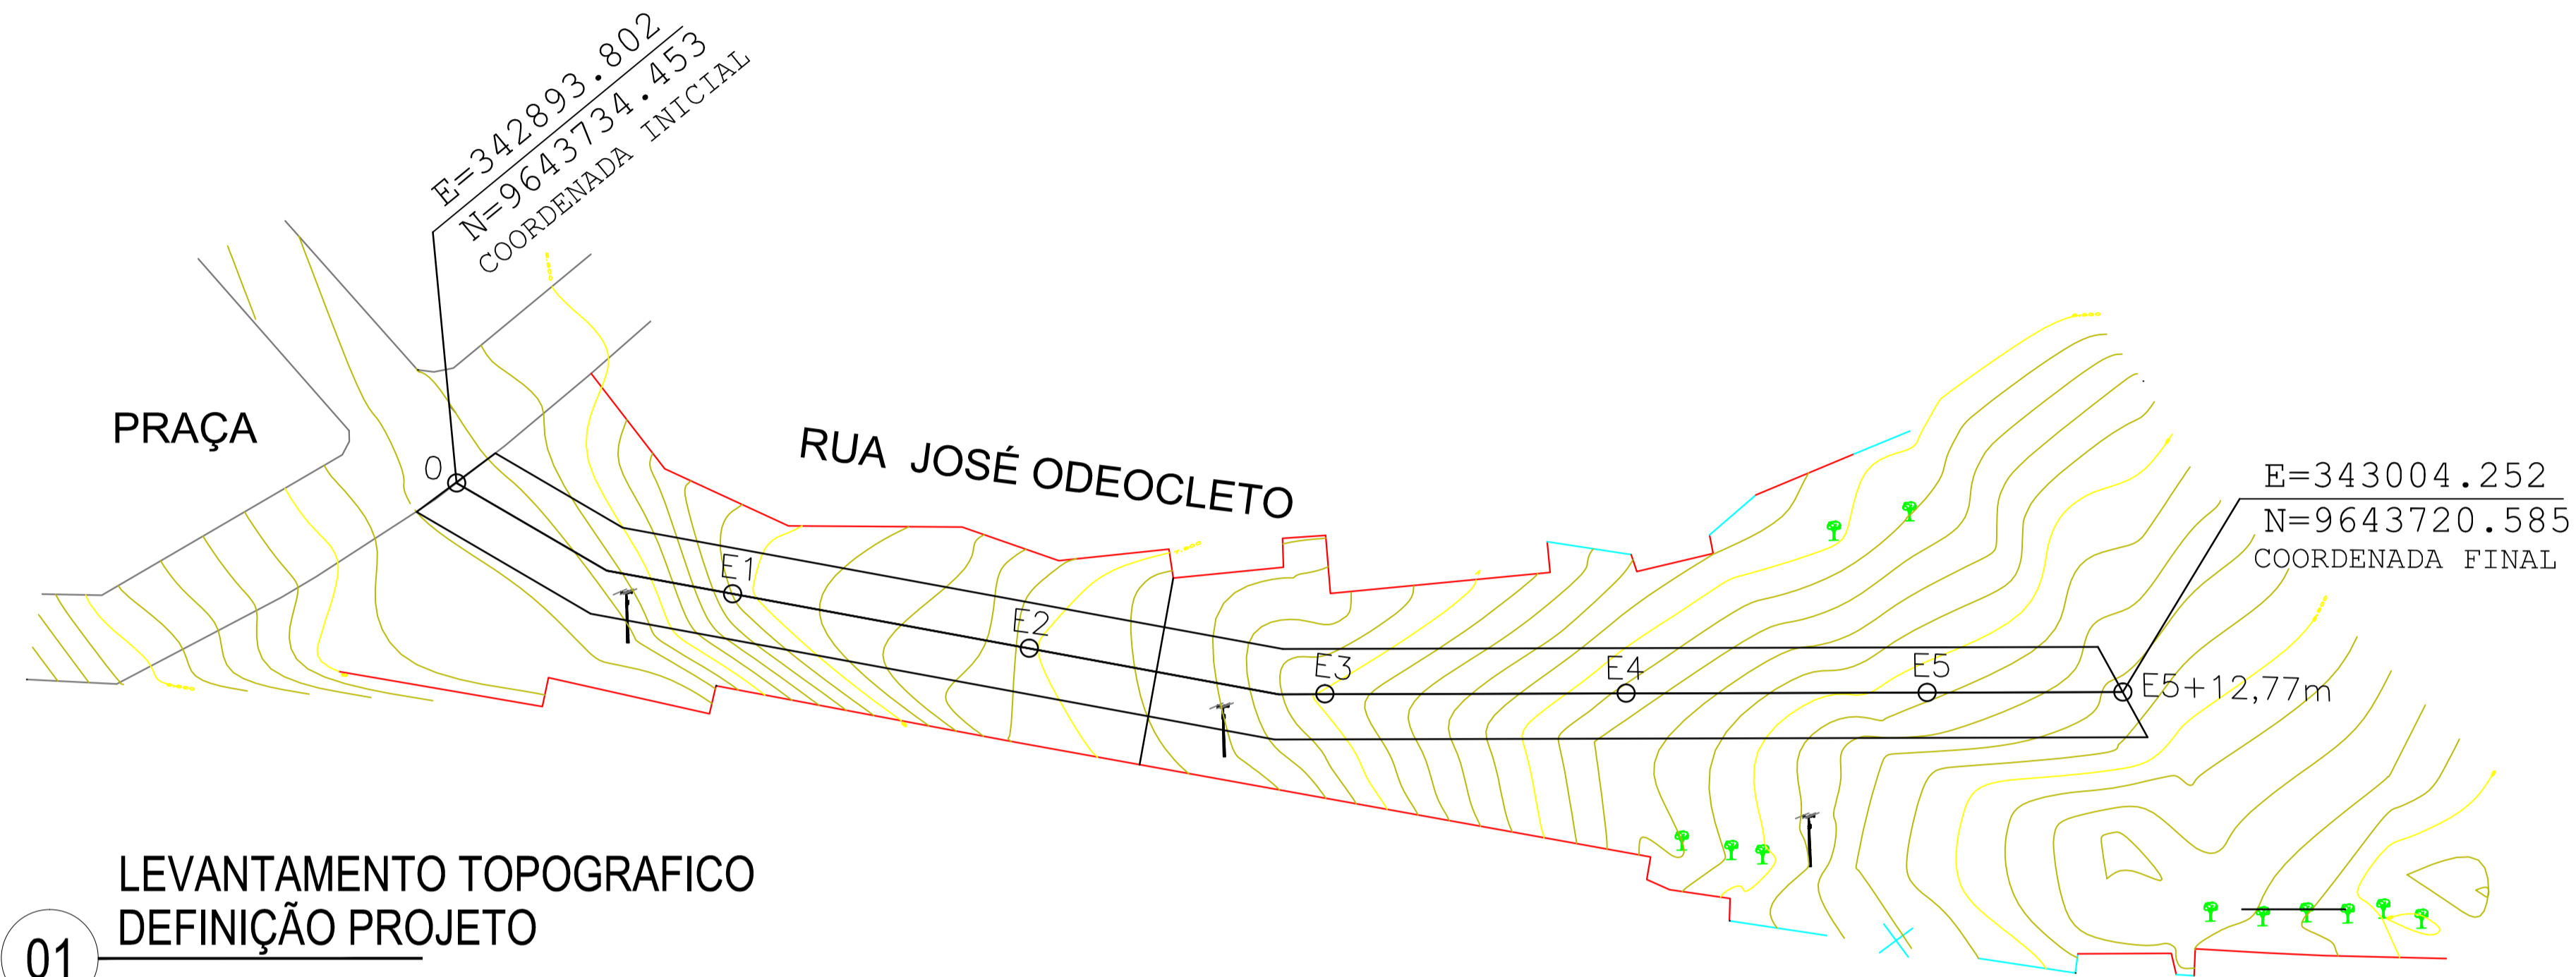 E=342893.802
N=9643734.453
COORDENADA INICIAL
PRAÇA
RUA JOSÉ ODEOCLETO
0
E1
E2
E3
E4
E5
E5+12,77m
E=343004.252
N=9643720.585
COORDENADA FINAL
LEVANTAMENTO TOPOGRAFICO
DEFINIÇÃO PROJETO
01